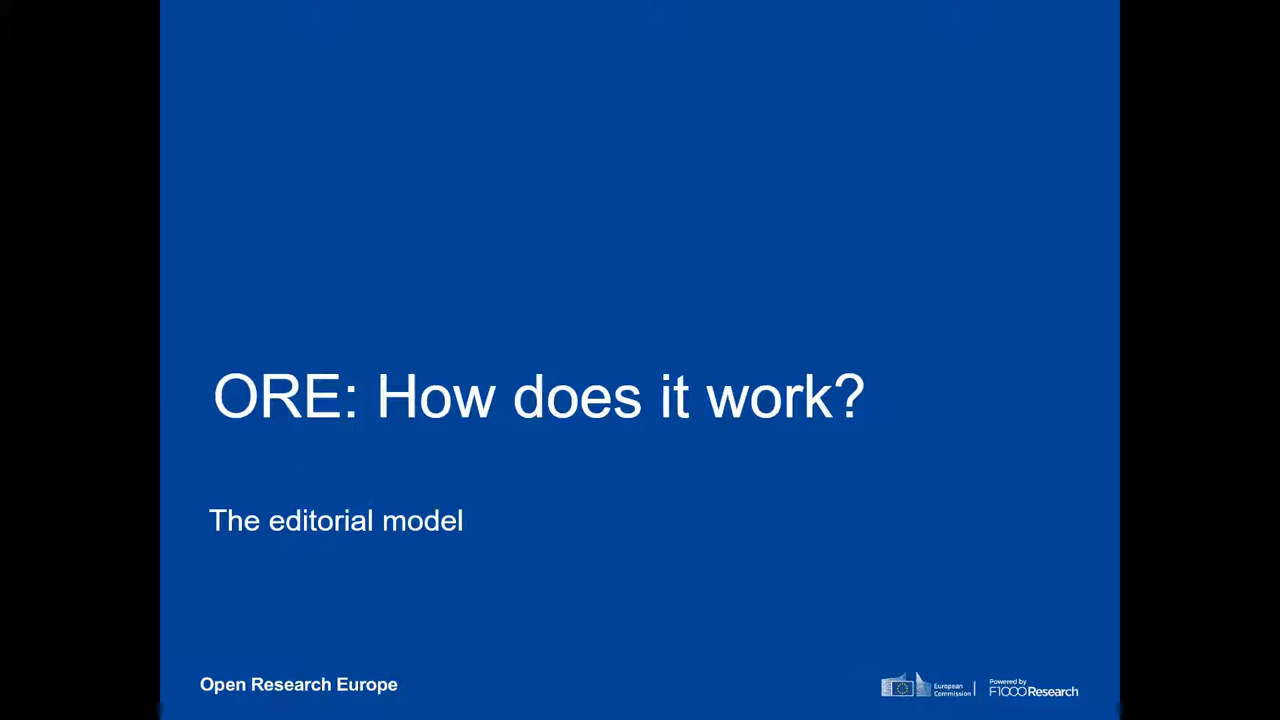 ORE: How does it work?
The editorial model
Open Research Europe
European
Commission
Powered by
F1000Research